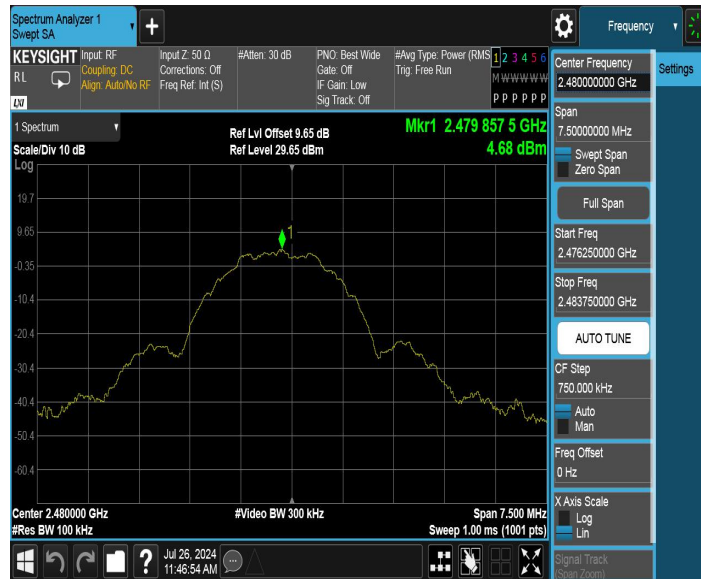 Spectrum Analyzer 1
Swept SA
+
Frequency
KEYSIGHT
RL
LXI
Input: RF
Coupling: DC
Align: Auto/No RF
Input Z: 50 Ω
Corrections: Off
Freq Ref: Int (S)
#Atten: 30 dB
PNO: Best Wide
Gate: Off
IF Gain: Low
Sig Track: Off
#Avg Type: Power (RMS
Trig: Free Run
1 2 3 4 5 6
M W W W W W
P P P P P P
Center Frequency
2.480000000 GHz
Settings
Span
7.50000000 MHz
Swept Span
Zero Span
Full Span
Start Freq
2.476250000 GHz
Stop Freq
2.483750000 GHz
AUTO TUNE
CF Step
750.000 kHz
Auto
Man
Freq Offset
0 Hz
X Axis Scale
Log
Lin
Signal Track
(Span Zoom)
1 Spectrum
Scale/Div 10 dB
Log
Ref Lvl Offset 9.65 dB
Ref Level 29.65 dBm
Mkr1 2.479 857 5 GHz
4.68 dBm
19.7
9.65
-0.35
-10.4
-20.4
-30.4
-40.4
-50.4
-60.4
1
Center 2.480000 GHz
#Res BW 100 kHz
#Video BW 300 kHz
Span 7.500 MHz
Sweep 1.00 ms (1001 pts)
?
Jul 26, 2024
11:46:54 AM